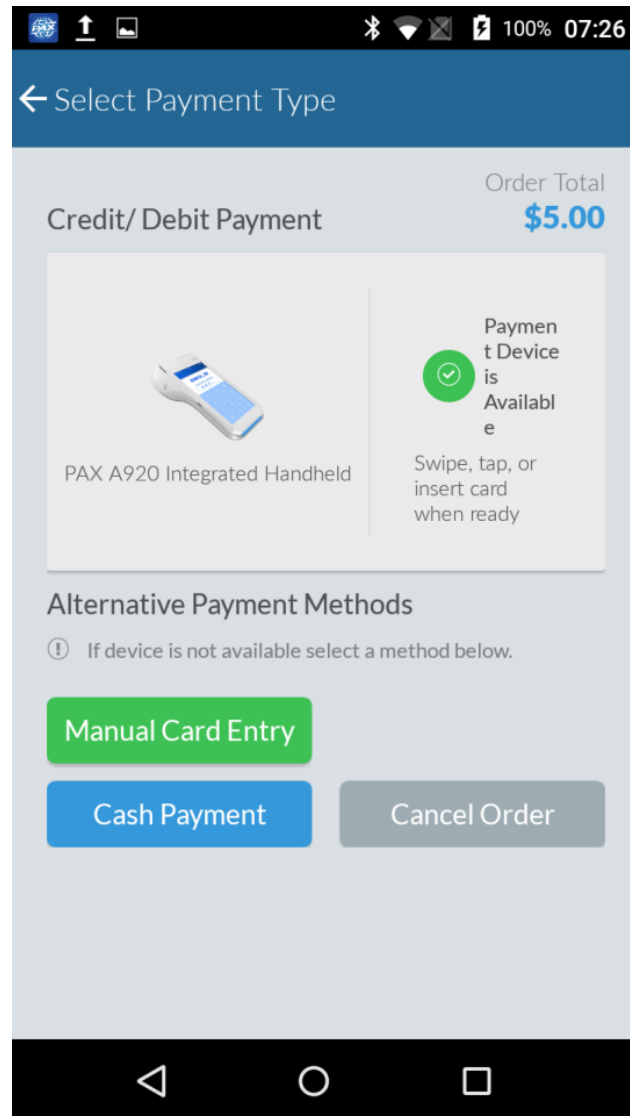 PAX
100% 07:26
Select Payment Type
Order Total
Credit/ Debit Payment
$5.00
Paymen
t Device
is
Availabl
e
PAX A920 Integrated Handheld
Swipe, tap, or
insert card
when ready
Alternative Payment Methods
If device is not available select a method below.
Manual Card Entry
Cash Payment
Cancel Order